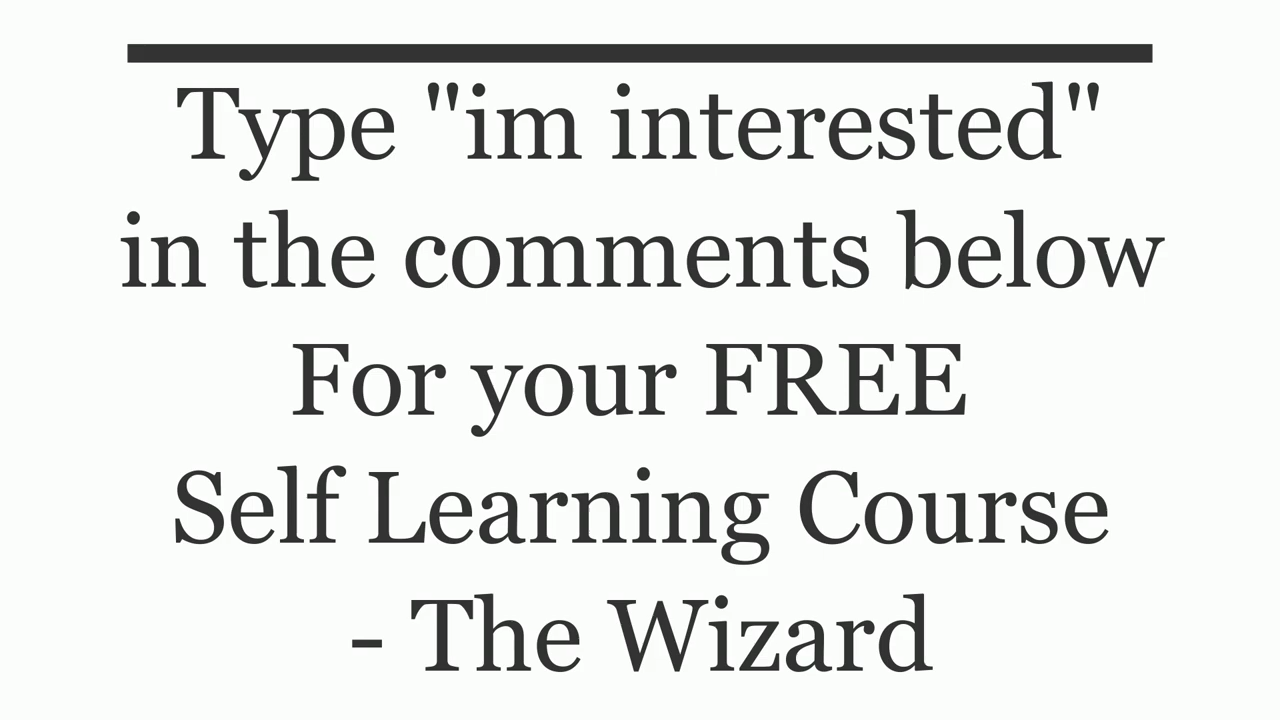 Type "im interested"
in the comments below
For your FREE
Self Learning Course
- The Wizard